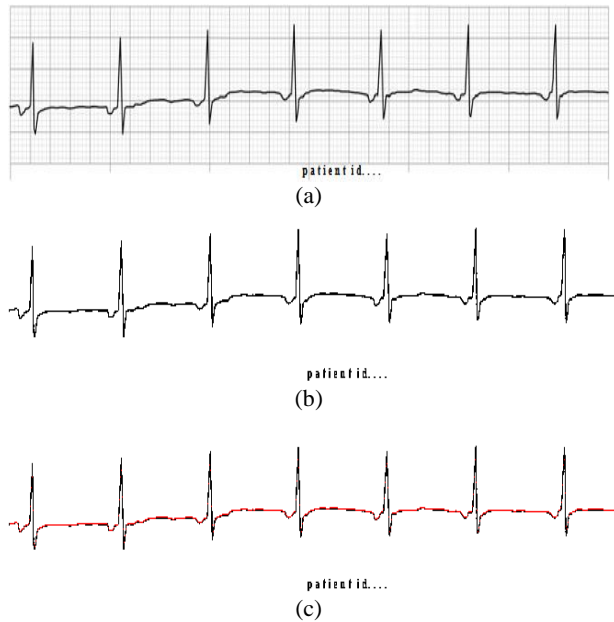 patient id....
(a)
patient id....
(b)
patient id....
(c)